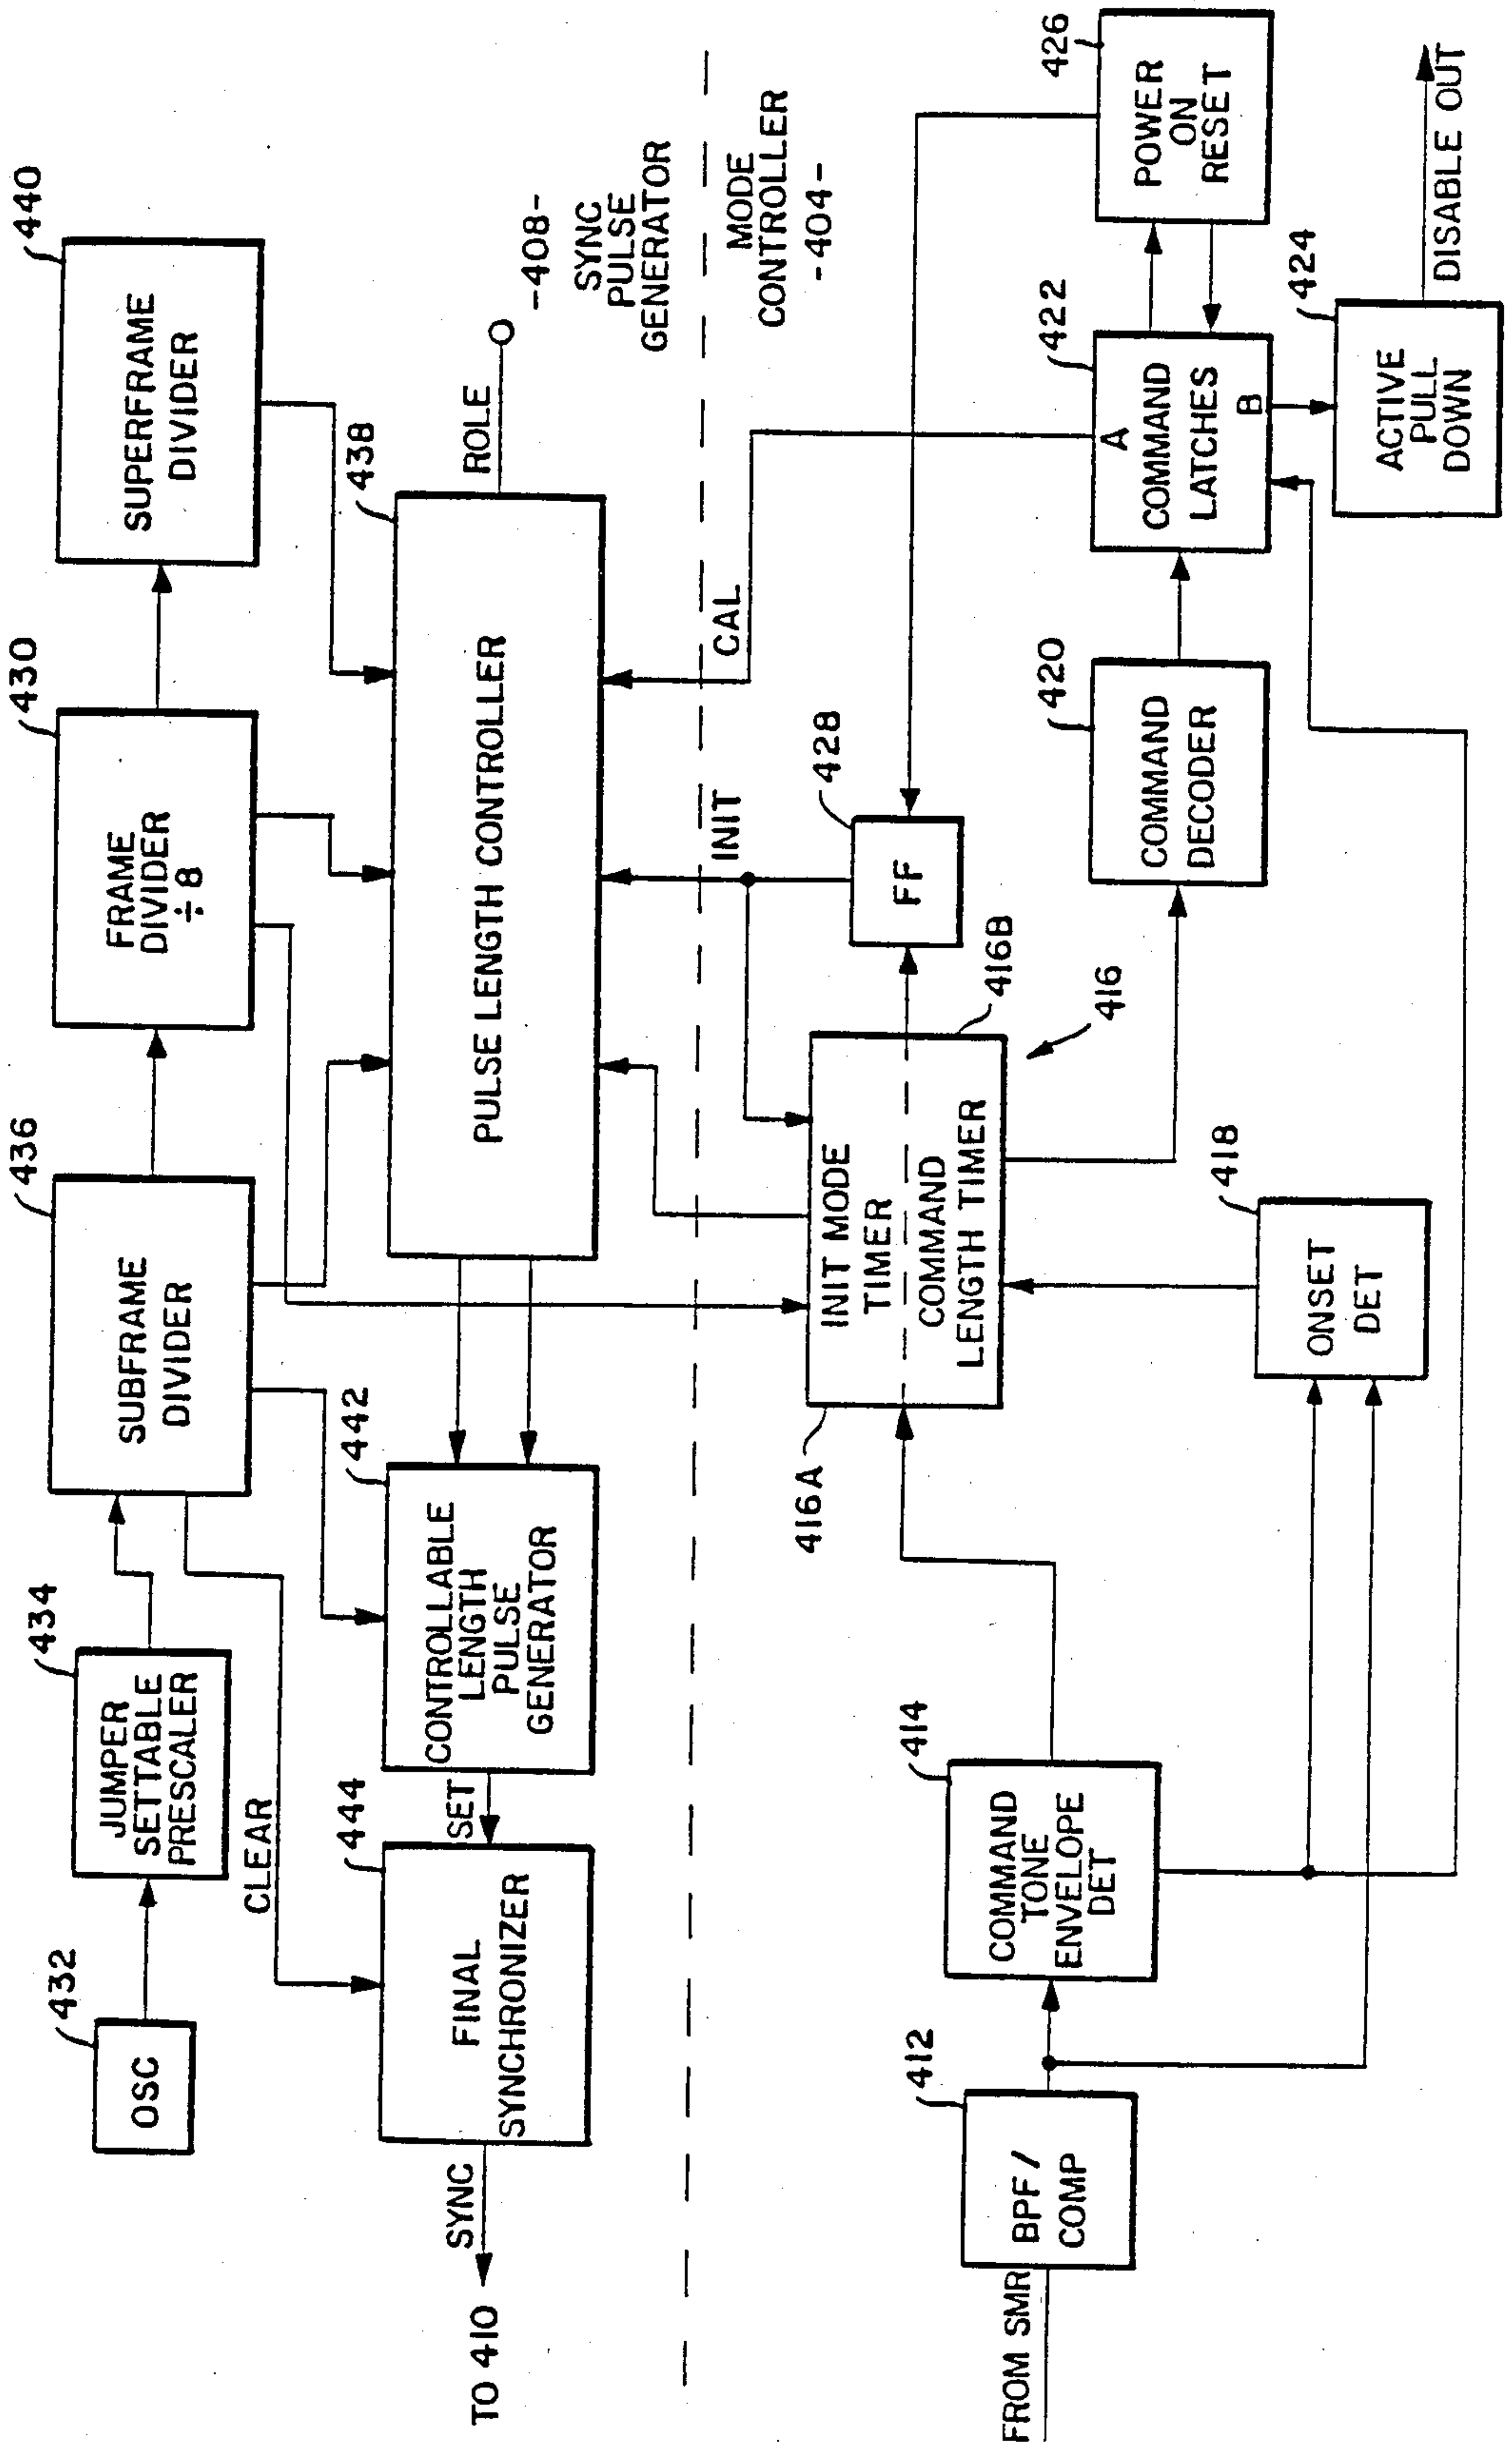 432
OSC
434
JUMPER
SETTABLE
PRESCALER
436
SUBFRAME
DIVIDER
430
FRAME
DIVIDER
÷8
440
SUPERFRAME
DIVIDER
CLEAR
TO 410
SYNC
444
FINAL
SYNCHRONIZER
SET
442
CONTROLLABLE
LENGTH
PULSE
GENERATOR
438
PULSE LENGTH CONTROLLER
ROLE
-408-
SYNC
PULSE
GENERATOR
INIT
CAL
MODE
CONTROLLER
-404-
416A
INIT MODE
TIMER
COMMAND
LENGTH TIMER
416B
416
428
FF
FROM SMR
412
BPF/
COMP
414
COMMAND
TONE
ENVELOPE
DET
418
ONSET
DET
420
COMMAND
DECODER
422
A
COMMAND
LATCHES
B
426
POWER
ON
RESET
424
ACTIVE
PULL
DOWN
DISABLE OUT